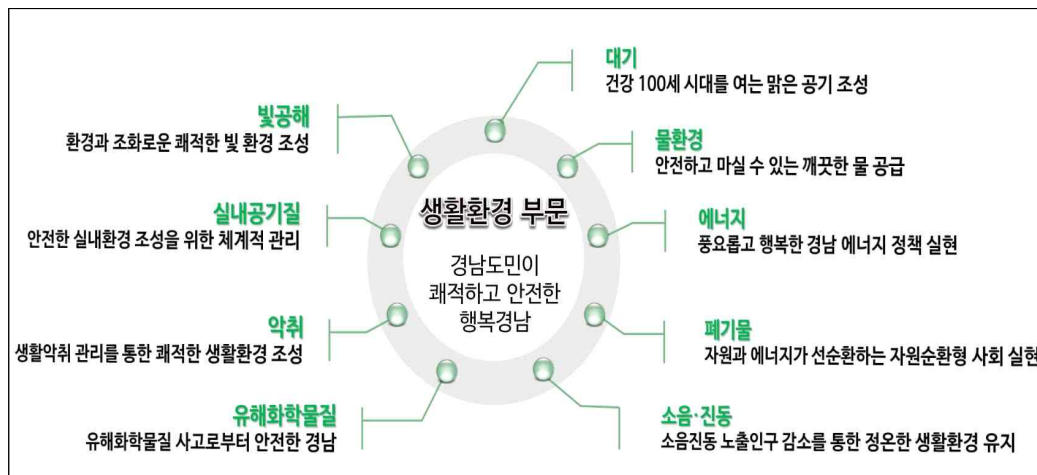 대기
건강 100세 시대를 여는 맑은 공기 조성
빛공해
환경과 조화로운 쾌적한 빛 환경 조성
물환경
안전하고 마실 수 있는 깨끗한 물 공급
생활환경 부문
경남도민이
쾌적하고 안전한
행복경남
실내공기질
안전한 실내환경 조성을 위한 체계적 관리
에너지
풍요롭고 행복한 경남 에너지 정책 실현
악취
생활악취 관리를 통한 쾌적한 생활환경 조성
폐기물
자원과 에너지가 선순환하는 자원순환형 사회 실현
유해화학물질
유해화학물질 사고로부터 안전한 경남
소음·진동
소음진동 노출인구 감소를 통한 정온한 생활환경 유지